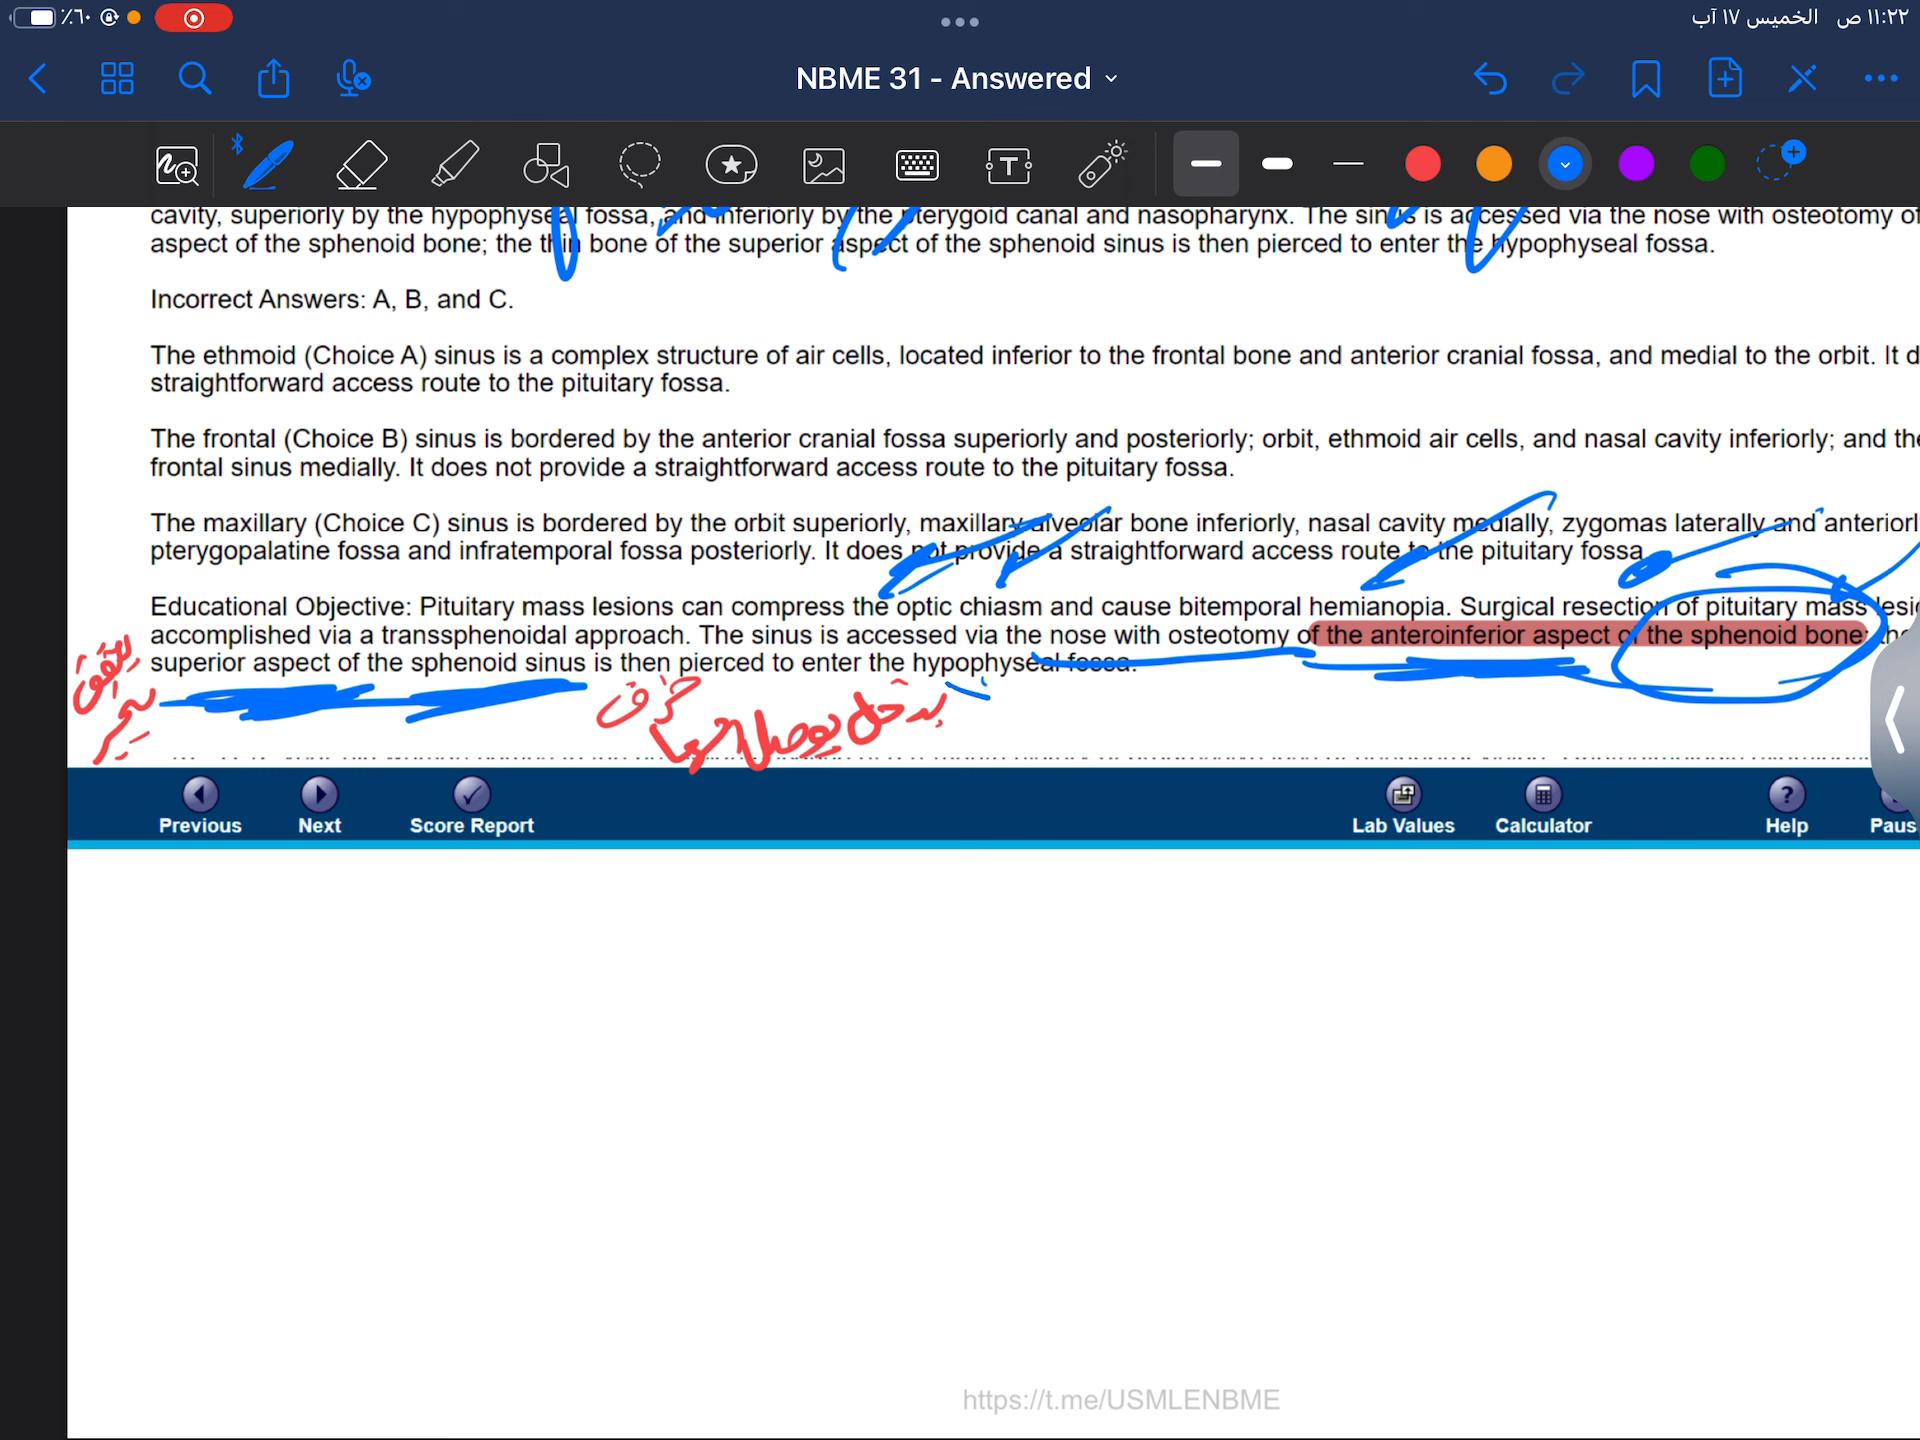 ٪٦٠
الخميس ١٧ آب ١١:٢٢ ص
NBME 31 - Answered
cavity, superiorly by the hypophyseal fossa, and inferiorly by the pterygoid canal and nasopharynx. The sinus is accessed via the nose with osteotomy of
aspect of the sphenoid bone; the thin bone of the superior aspect of the sphenoid sinus is then pierced to enter the hypophyseal fossa.
Incorrect Answers: A, B, and C.
The ethmoid (Choice A) sinus is a complex structure of air cells, located inferior to the frontal bone and anterior cranial fossa, and medial to the orbit. It d
straightforward access route to the pituitary fossa.
The frontal (Choice B) sinus is bordered by the anterior cranial fossa superiorly and posteriorly; orbit, ethmoid air cells, and nasal cavity inferiorly; and the
frontal sinus medially. It does not provide a straightforward access route to the pituitary fossa.
The maxillary (Choice C) sinus is bordered by the orbit superiorly, maxillary alveolar bone inferiorly, nasal cavity medially, zygomas laterally and anteriorl
pterygopalatine fossa and infratemporal fossa posteriorly. It does not provide a straightforward access route to the pituitary fossa.
Educational Objective: Pituitary mass lesions can compress the optic chiasm and cause bitemporal hemianopia. Surgical resection of pituitary mass lesi
accomplished via a transsphenoidal approach. The sinus is accessed via the nose with osteotomy of the anteroinferior aspect of the sphenoid bone; the
superior aspect of the sphenoid sinus is then pierced to enter the hypophyseal fossa.
Previous
Next
Score Report
Lab Values
Calculator
Help
Paus
https://t.me/USMLENBME